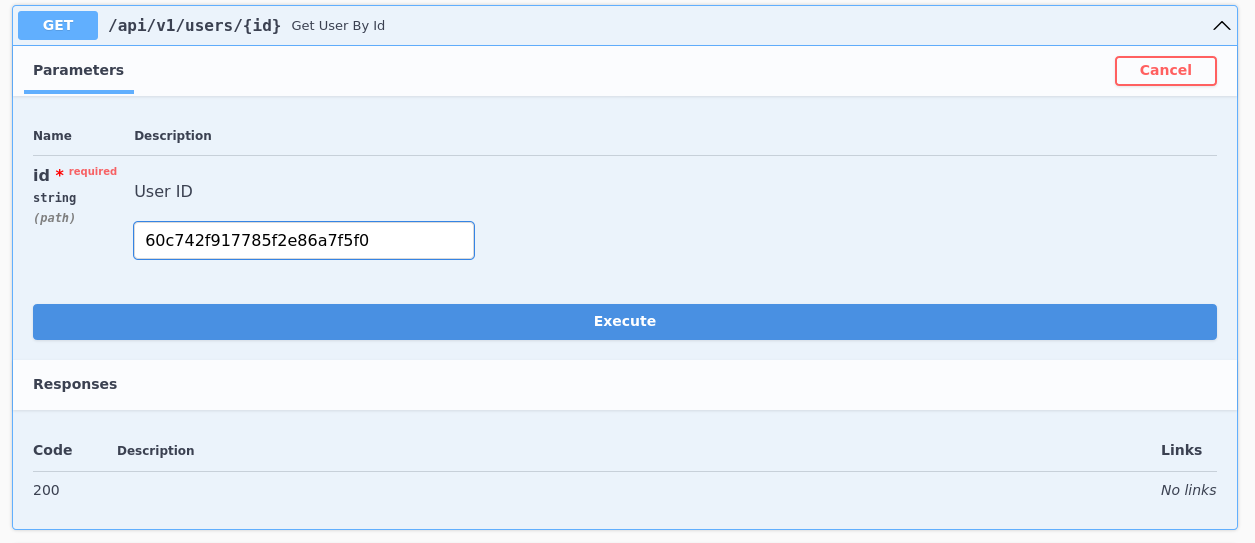 GET /api/v1/users/{id} Get User By Id
Parameters Cancel
Name Description
id * required
string
(path)
User ID
60c742f917785f2e86a7f5f0
Execute
Responses
Code Description Links
200 No links